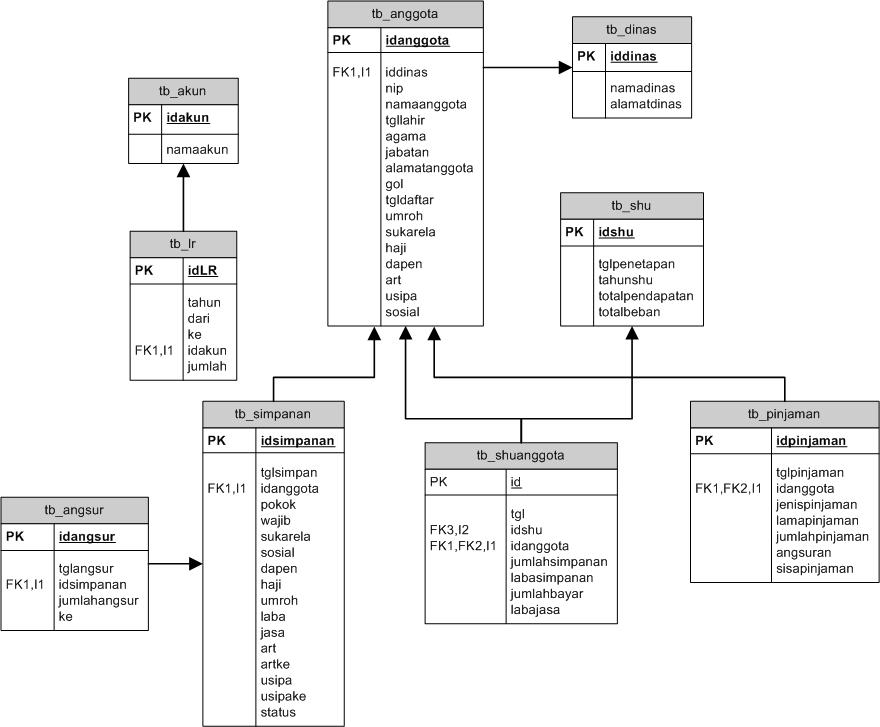 tb_anggota
PK idanggota
FK1,I1 iddinas
nip
namaanggota
tgllahir
agama
jabatan
alamatanggota
gol
tgldaftar
umroh
sukarela
haji
dapen
art
usipa
sosial
tb_dinas
PK iddinas
namadinas
alamatdinas
tb_akun
PK idakun
namaakun
tb_shu
PK idshu
tglpenetapan
tahunshu
totalpendapatan
totalbeban
tb_lr
PK idLR
tahun
dari
ke
FK1,I1 idakun
jumlah
tb_simpanan
PK idsimpanan
tglsimpan
FK1,I1 idanggota
pokok
wajib
sukarela
sosial
dapen
haji
umroh
laba
jasa
art
artke
usipa
usipake
status
tb_shuanggota
PK id
tgl
FK3,I2 idshu
FK1,FK2,I1 idanggota
jumlahsimpanan
labasimpanan
jumlahbayar
labajasa
tb_pinjaman
PK idpinjaman
tglpinjaman
FK1,FK2,I1 idanggota
jenispinjaman
lamapinjaman
jumlahpinjaman
angsuran
sisapinjaman
tb_angsur
PK idangsur
tglangsur
FK1,I1 idsimpanan
jumlahangsur
ke